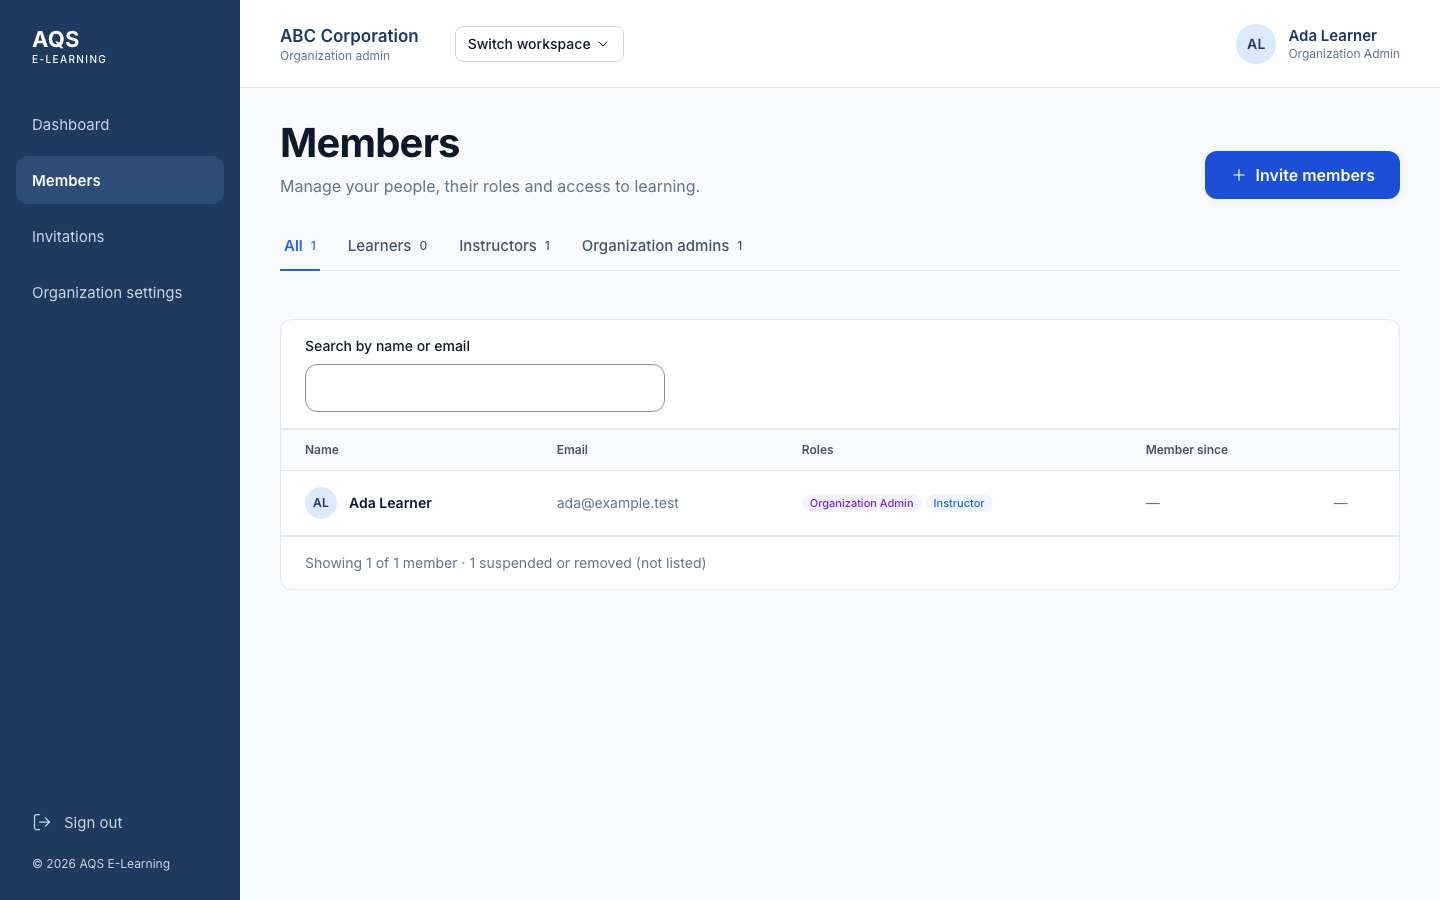 AQS
E-LEARNING
Dashboard
Members
Invitations
Organization settings
Sign out
© 2026 AQS E-Learning
ABC Corporation
Organization admin
Switch workspace
AL
Ada Learner
Organization Admin
Members
Manage your people, their roles and access to learning.
+ Invite members
All 1 Learners 0 Instructors 1 Organization admins 1
Search by name or email
Name Email Roles Member since
AL Ada Learner ada@example.test Organization Admin Instructor — —
Showing 1 of 1 member · 1 suspended or removed (not listed)